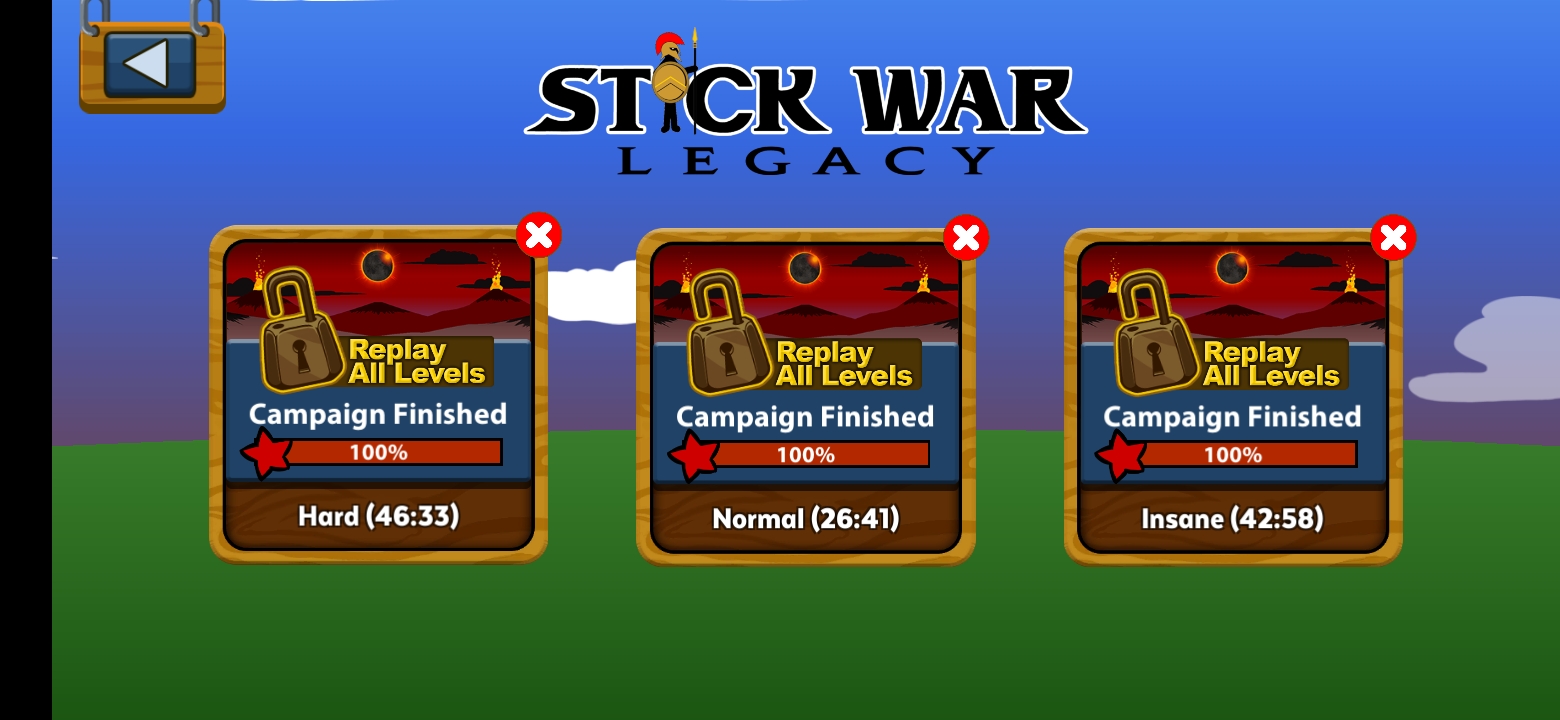 STICK WAR
LEGACY
Replay
All Levels
Campaign Finished
100%
Hard (46:33)
Replay
All Levels
Campaign Finished
100%
Normal (26:41)
Replay
All Levels
Campaign Finished
100%
Insane (42:58)